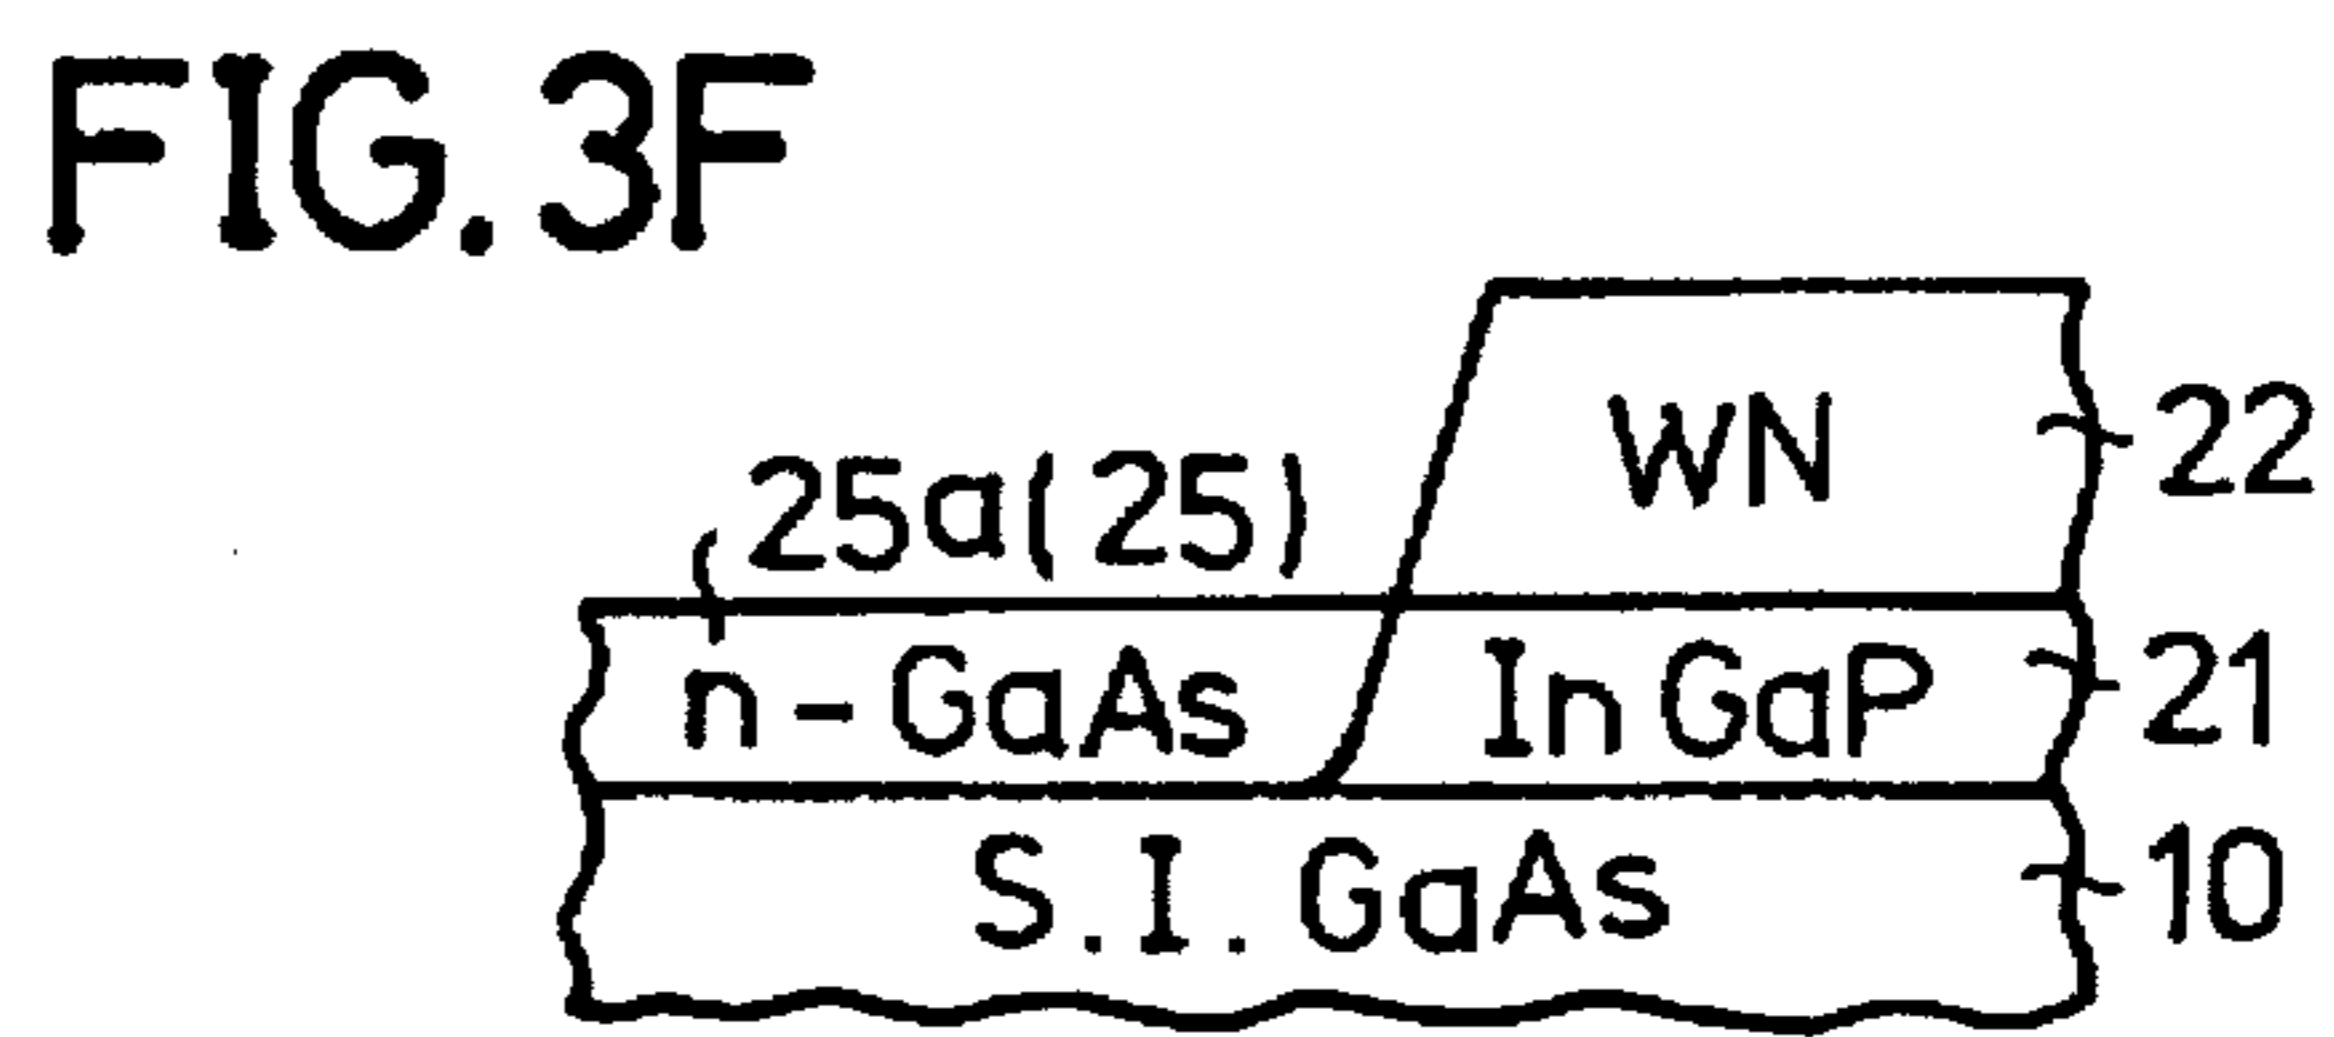 FIG. 3F
WN
22
25a(25)
n-GaAs
InGaP
21
S.I. GaAs
10